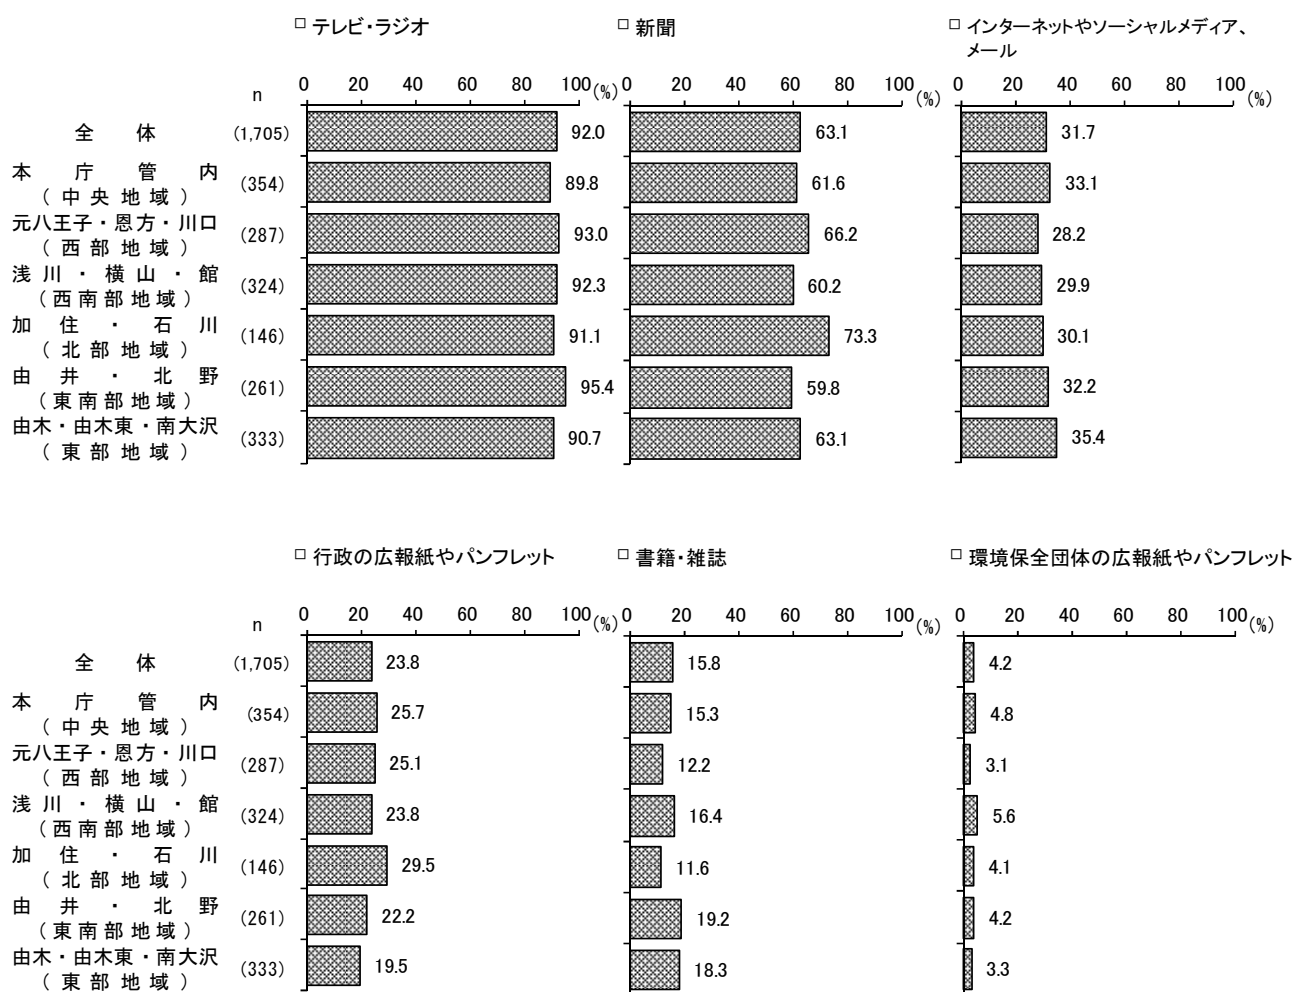 □ テレビ・ラジオ □ 新聞 □ インターネットやソーシャルメディア、
メール
n 0 20 40 60 80 100 (%) 0 20 40 60 80 100 (%) 0 20 40 60 80 100 (%)
全 体 (1,705) 92.0 63.1 31.7
本 庁 管 内
(中央地域) (354) 89.8 61.6 33.1
元八王子・恩方・川口
(西部地域) (287) 93.0 66.2 28.2
浅川・横山・館
(西南部地域) (324) 92.3 60.2 29.9
加住・石川
(北部地域) (146) 91.1 73.3 30.1
由井・北野
(東南部地域) (261) 95.4 59.8 32.2
由木・由木東・南大沢
(東部地域) (333) 90.7 63.1 35.4
□ 行政の広報紙やパンフレット □ 書籍・雑誌 □ 環境保全団体の広報紙やパンフレット
n 0 20 40 60 80 100 (%) 0 20 40 60 80 100 (%) 0 20 40 60 80 100 (%)
全 体 (1,705) 23.8 15.8 4.2
本 庁 管 内
(中央地域) (354) 25.7 15.3 4.8
元八王子・恩方・川口
(西部地域) (287) 25.1 12.2 3.1
浅川・横山・館
(西南部地域) (324) 23.8 16.4 5.6
加住・石川
(北部地域) (146) 29.5 11.6 4.1
由井・北野
(東南部地域) (261) 22.2 19.2 4.2
由木・由木東・南大沢
(東部地域) (333) 19.5 18.3 3.3